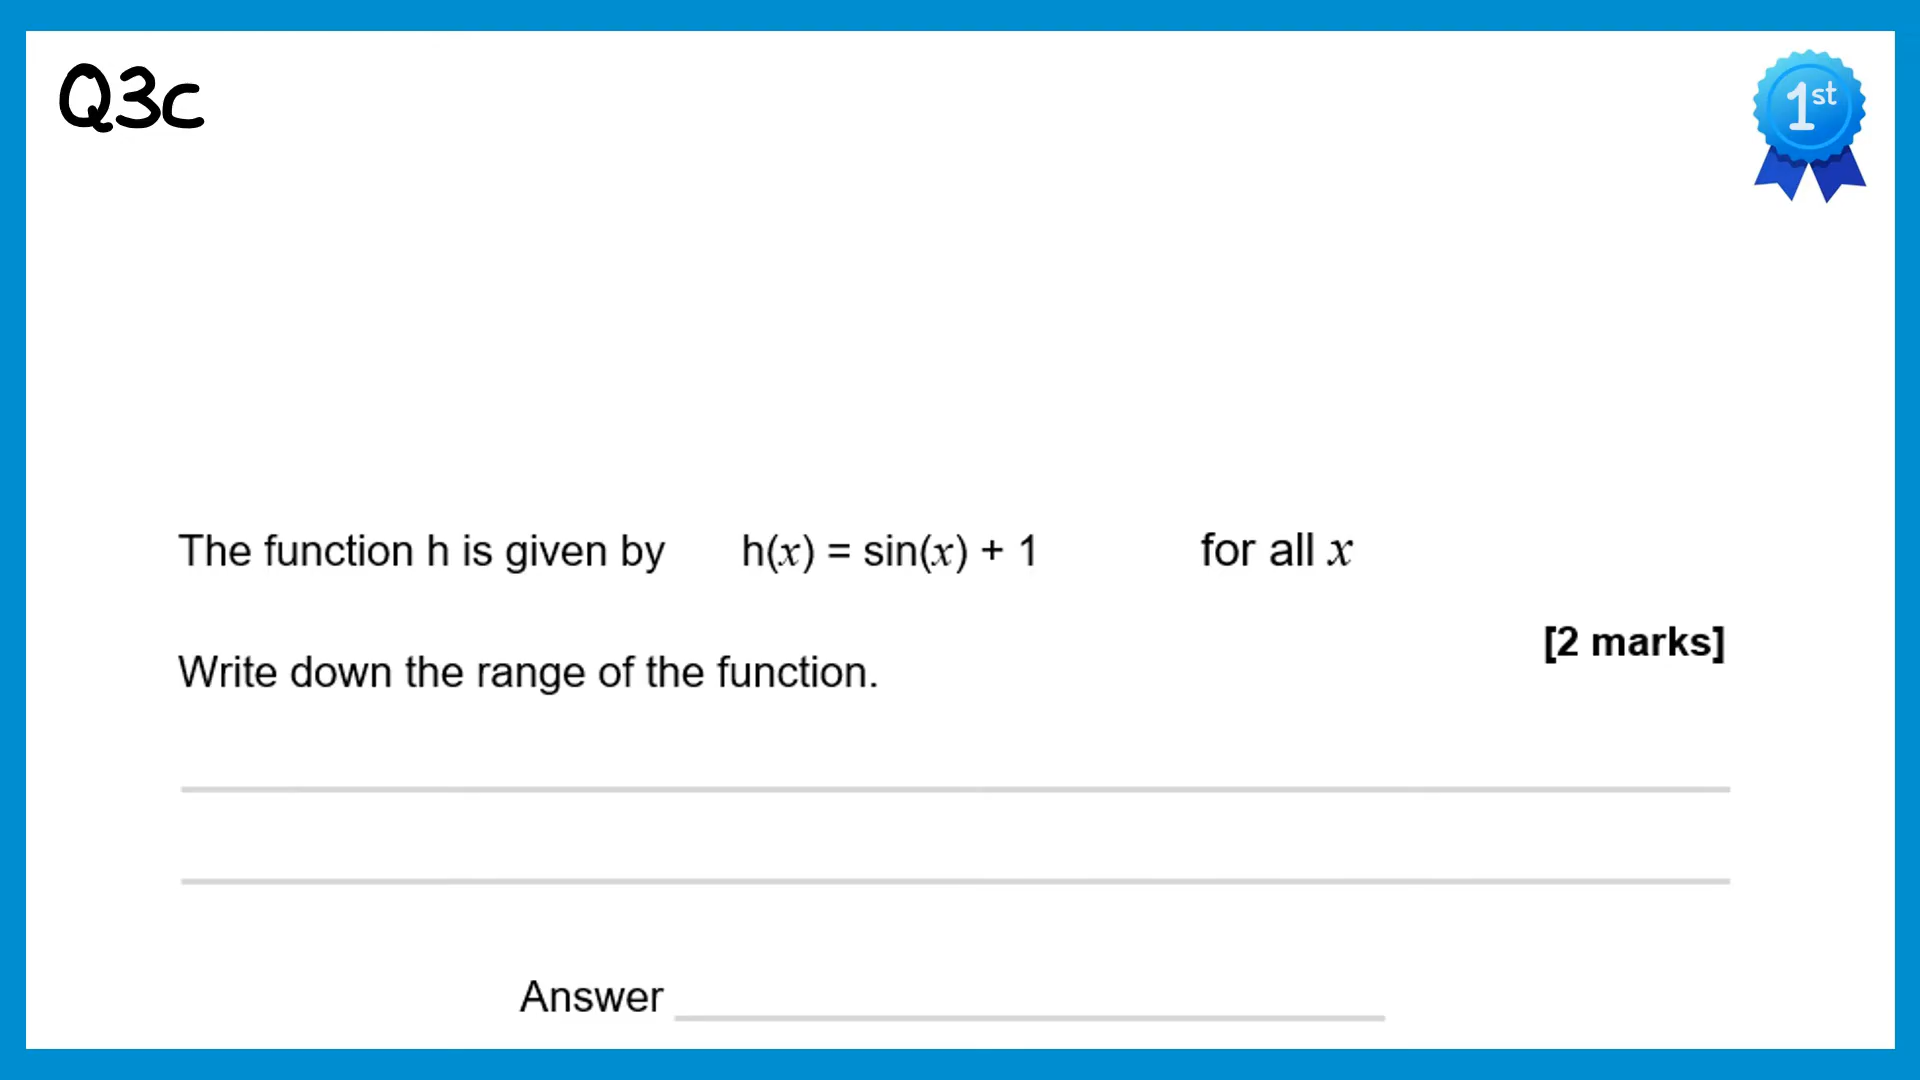 Q3c
1st
The function h is given by h(x) = sin(x) + 1 for all x
[2 marks]
Write down the range of the function.
Answer